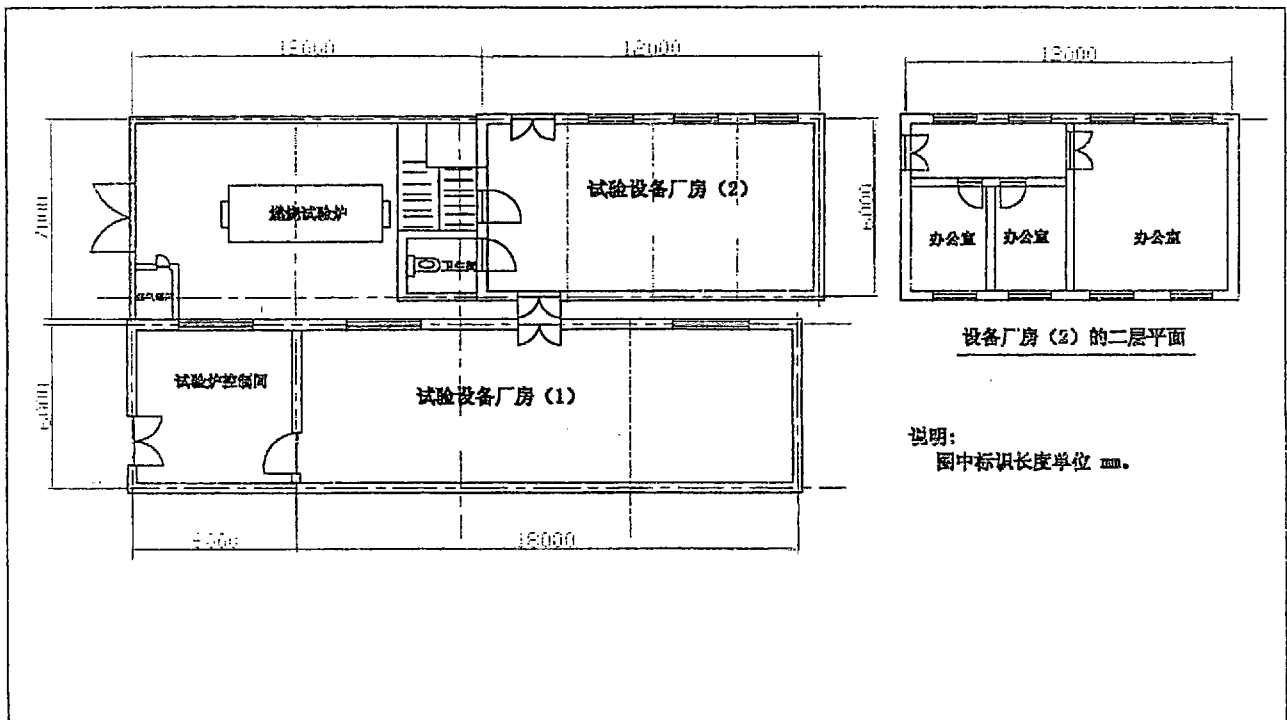 12000
12000
试验设备厂房（2）
燃烧试验炉
卫生间
7000
6000
办公室
办公室
办公室
设备厂房（2）的二层平面
试验炉控制间
试验设备厂房（1）
6000
18000
说明：
图中标识长度单位 mm。